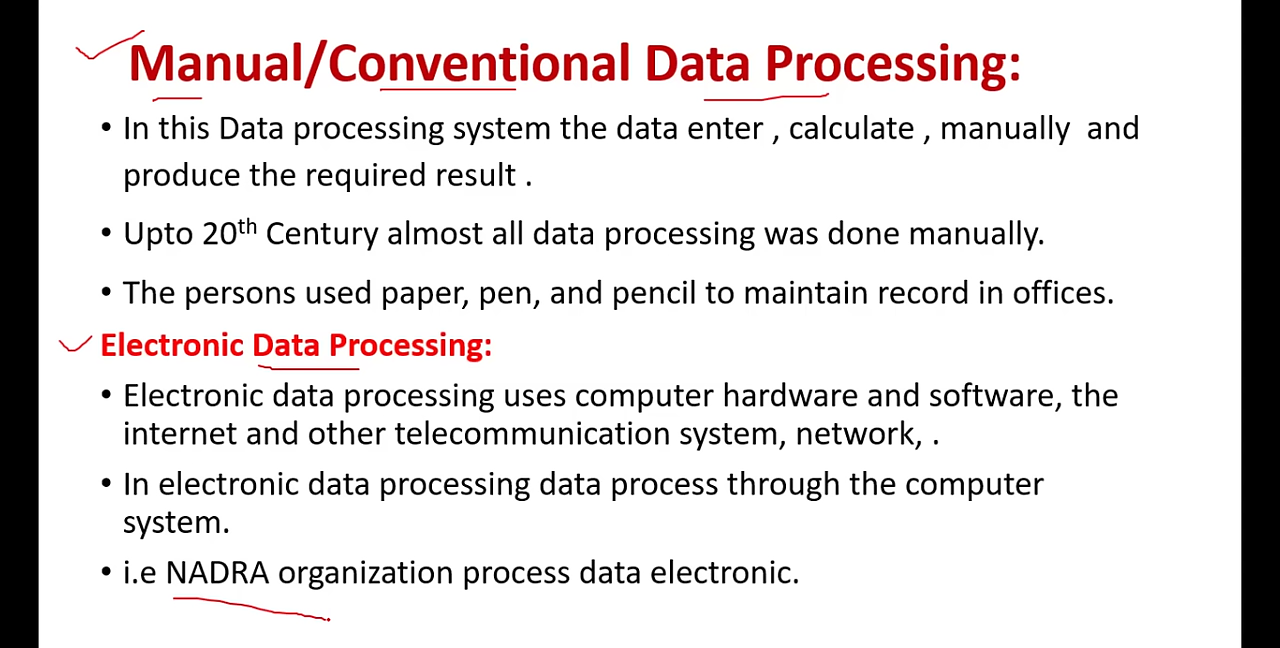 Manual/Conventional Data Processing:
• In this Data processing system the data enter , calculate , manually  and
produce the required result .
• Upto 20th Century almost all data processing was done manually.
• The persons used paper, pen, and pencil to maintain record in offices.
Electronic Data Processing:
• Electronic data processing uses computer hardware and software, the
internet and other telecommunication system, network, .
• In electronic data processing data process through the computer
system.
• i.e NADRA organization process data electronic.